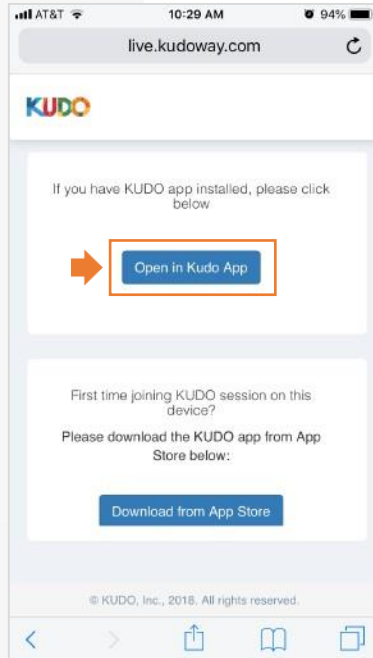 AT&T 10:29 AM 94%
live.kudoway.com
KUDO
If you have KUDO app installed, please click
below
Open in Kudo App
First time joining KUDO session on this
device?
Please download the KUDO app from App
Store below:
Download from App Store
© KUDO, Inc., 2018. All rights reserved.